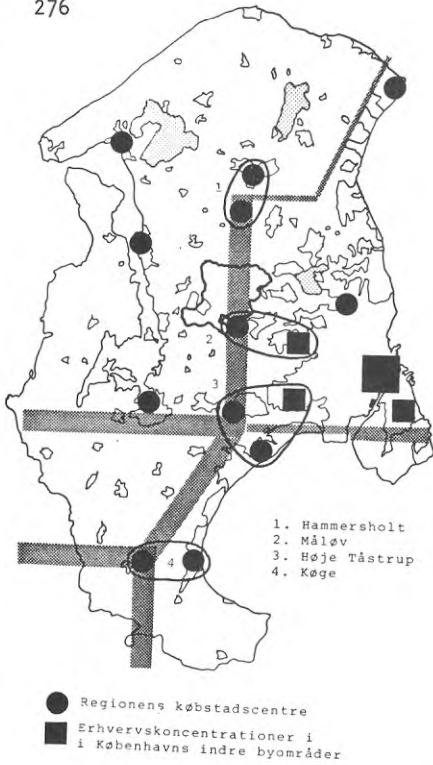 276
1
2
3
4
1. Hammersholt
2. Måløv
3. Høje Tåstrup
4. Køge
Regionens købstadscentre
Erhvervskoncentrationer i
i Københavns indre byområder